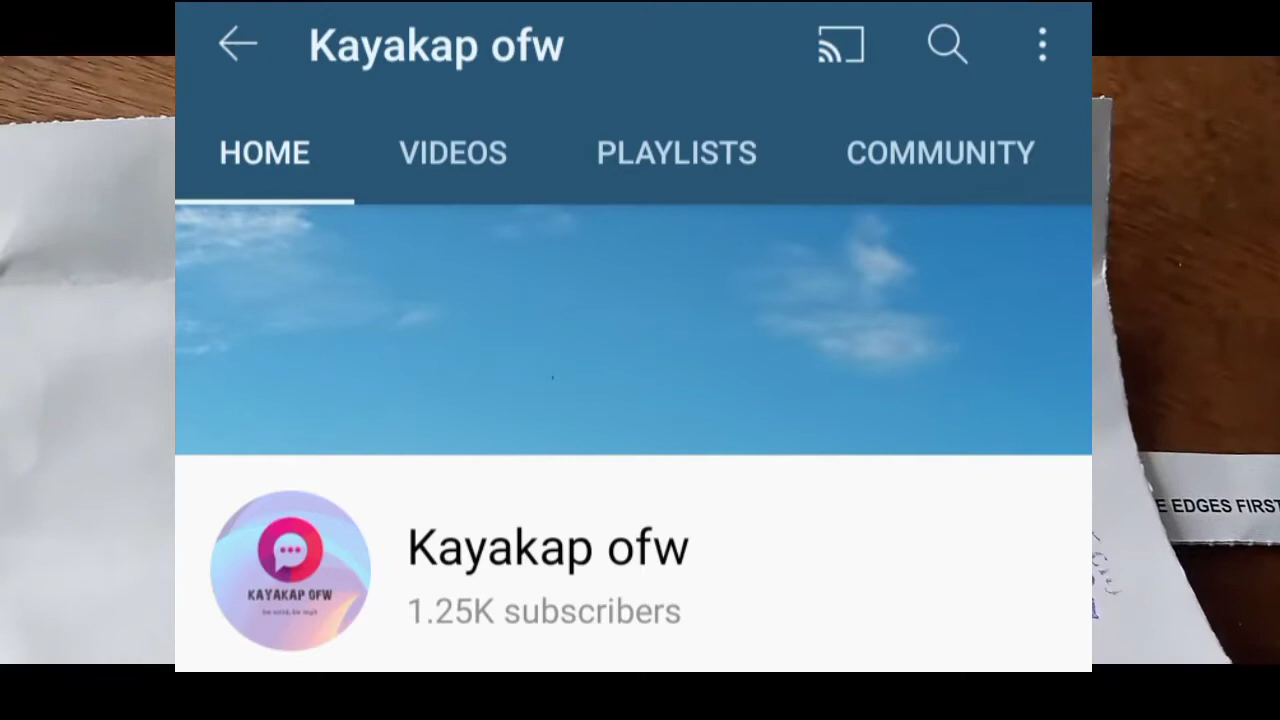 Kayakap ofw
HOME VIDEOS PLAYLISTS COMMUNITY
E EDGES FIRST
KAYAKAP OFW
Kayakap ofw
1.25K subscribers